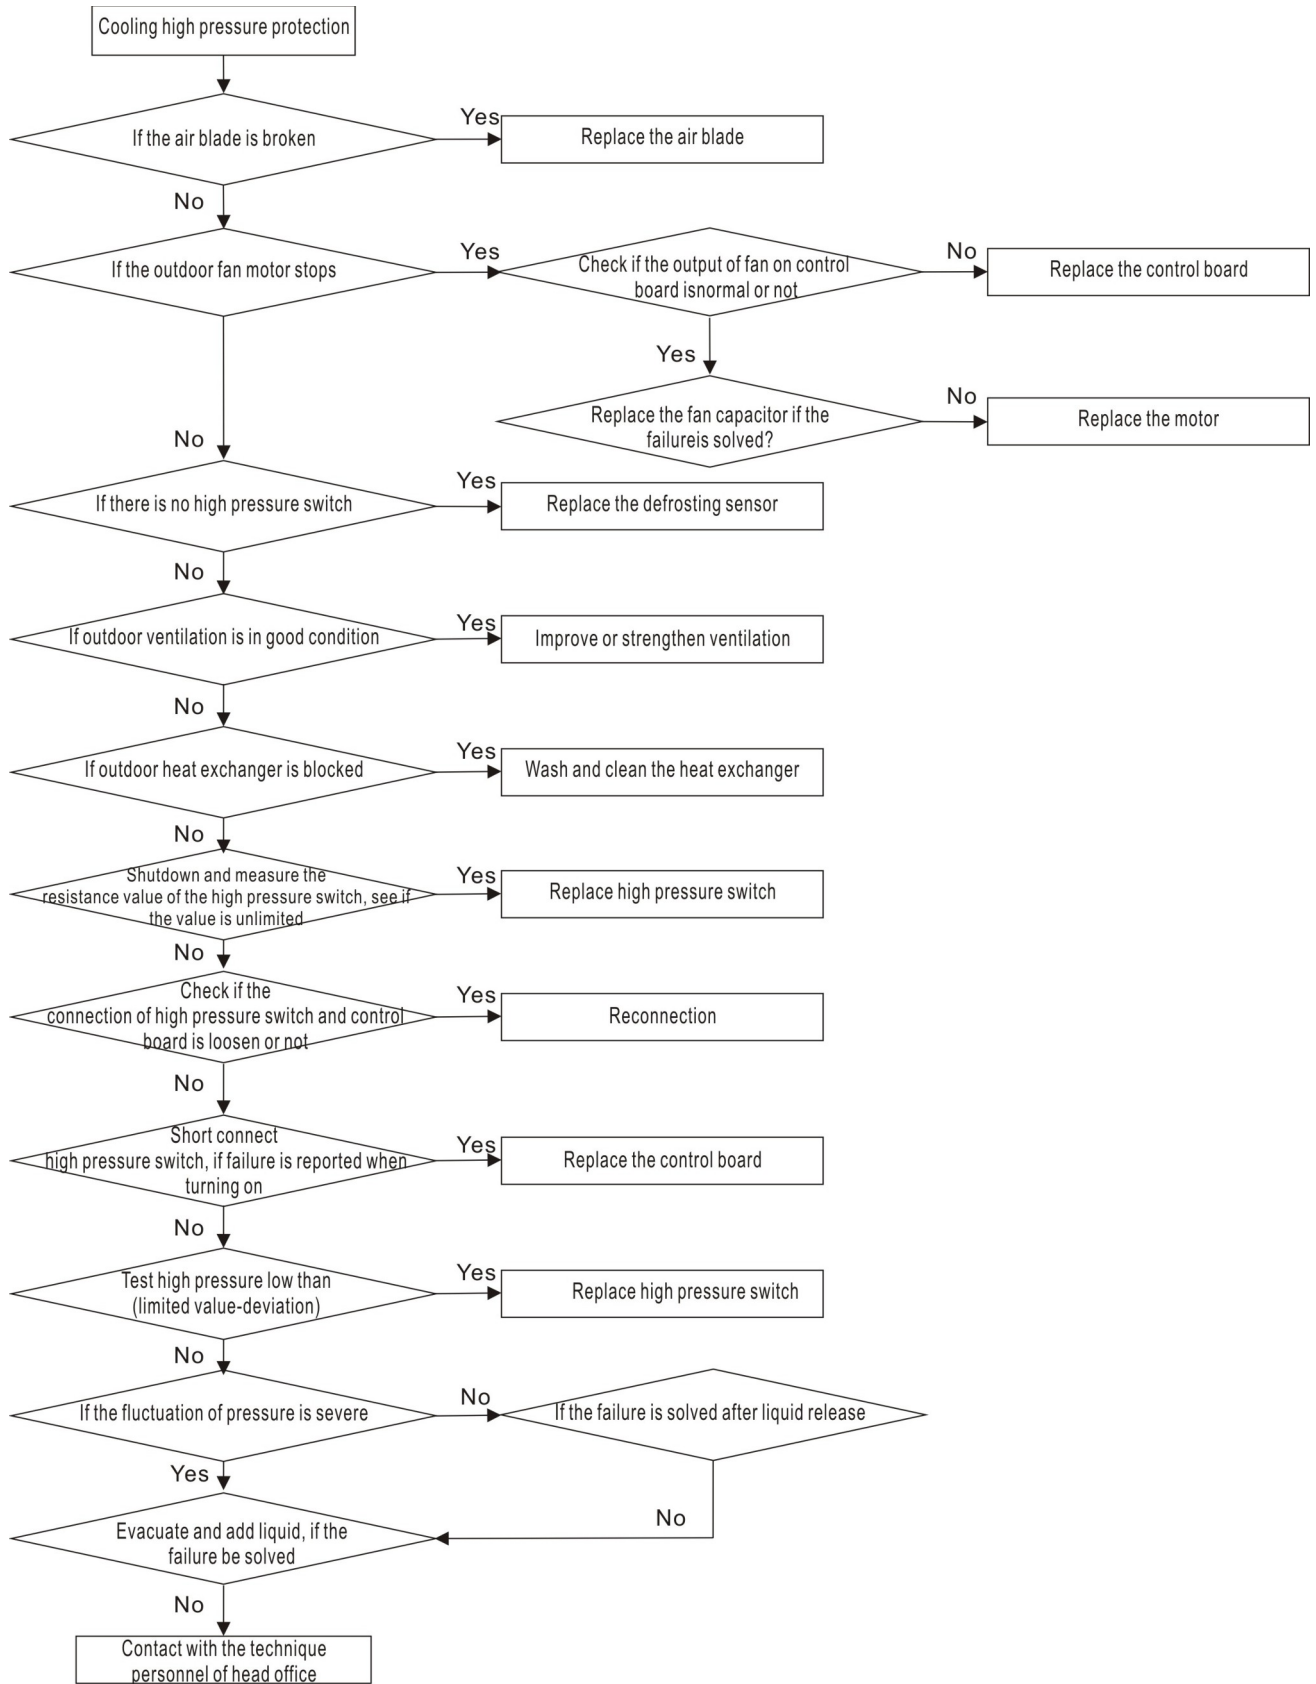 Cooling high pressure protection
If the air blade is broken
Yes
Replace the air blade
No
If the outdoor fan motor stops
Yes
Check if the output of fan on control
board isnormal or not
No
Replace the control board
Yes
Replace the fan capacitor if the
failureis solved?
No
Replace the motor
No
If there is no high pressure switch
Yes
Replace the defrosting sensor
No
If outdoor ventilation is in good condition
Yes
Improve or strengthen ventilation
No
If outdoor heat exchanger is blocked
Yes
Wash and clean the heat exchanger
No
Shutdown and measure the
resistance value of the high pressure switch, see if
the value is unlimited
Yes
Replace high pressure switch
No
Check if the
connection of high pressure switch and control
board is loosen or not
Yes
Reconnection
No
Short connect
high pressure switch, if failure is reported when
turning on
Yes
Replace the control board
No
Test high pressure low than
(limited value-deviation)
Yes
Replace high pressure switch
No
If the fluctuation of pressure is severe
No
If the failure is solved after liquid release
Yes
No
Evacuate and add liquid, if the
failure be solved
No
Contact with the technique
personnel of head office